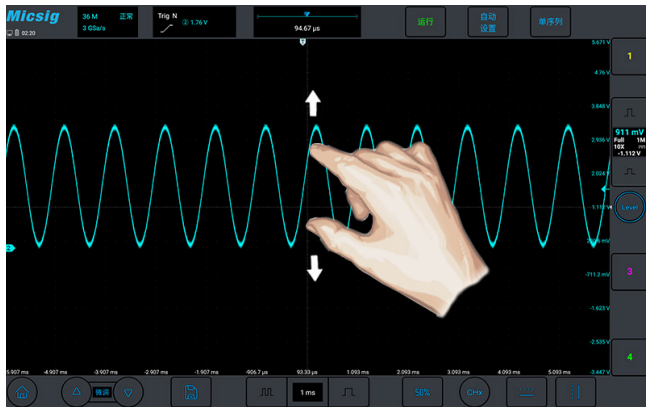 Micsig
02:20
36 M 正常
3 GSa/s
Trig N
② 1.76 V
94.67 μs
运行
自动
设置
单序列
5.671 V
1
4.76 V
3.848 V
911 mV
Full 1M
10X
-1.112 V
2.936 V
2.024 V
1.112 V
Level
-711.3 mV
3
-1.623 V
-2.535 V
4
-3.447 V
2
-4.907 ms
-3.907 ms
-2.907 ms
-1.907 ms
-906.7 μs
93.33 μs
1.093 ms
2.093 ms
3.093 ms
4.093 ms
5.093 ms
微调
1 ms
50%
CHx